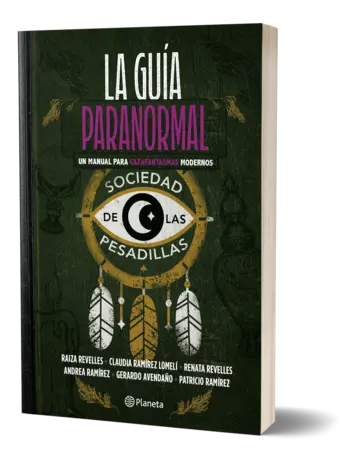 LA GUÍA
PARANORMAL
UN MANUAL PARA CAZAFANTASMAS MODERNOS
SOCIEDAD
DE LAS
PESADILLAS
RAIZA REVELLES · CLAUDIA RAMÍREZ LOMELÍ · RENATA REVELLES
ANDREA RAMÍREZ · GERARDO AVENDAÑO · PATRICIO RAMÍREZ
Planeta